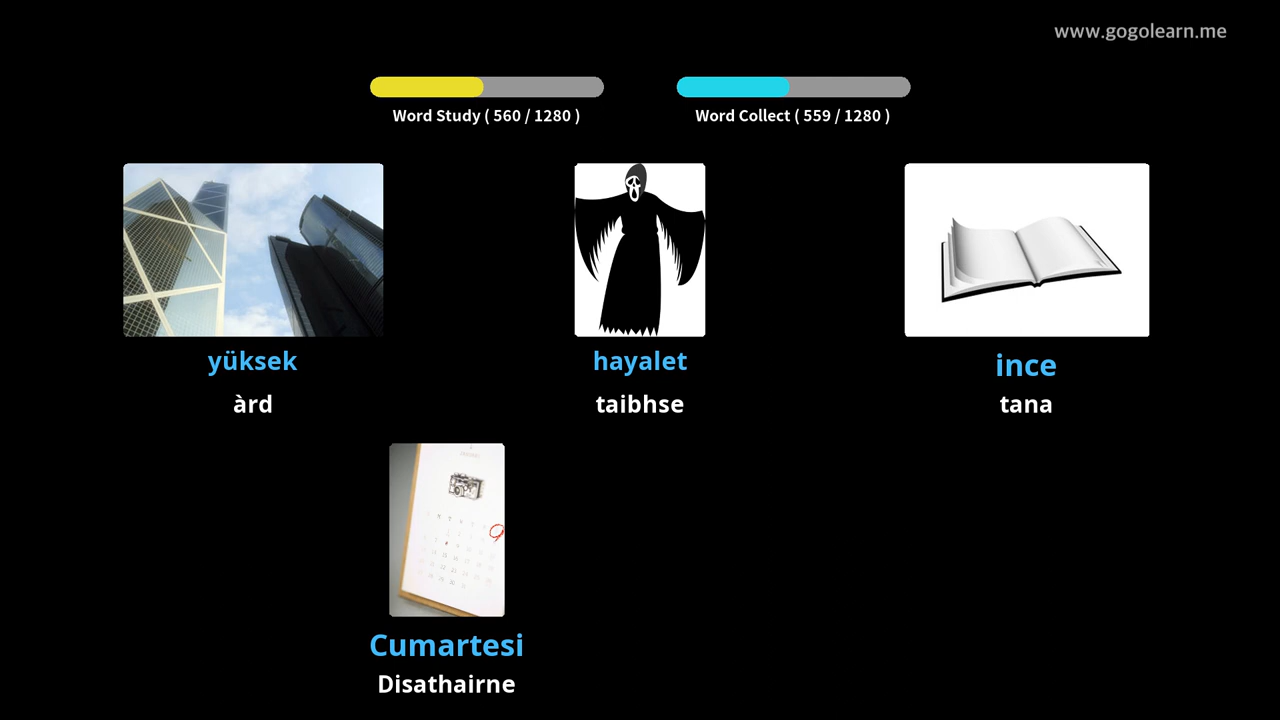 www.gogolearn.me
Word Study ( 560 / 1280 )
Word Collect ( 559 / 1280 )
yüksek
hayalet
ince
àrd
taibhse
tana
Cumartesi
Disathairne